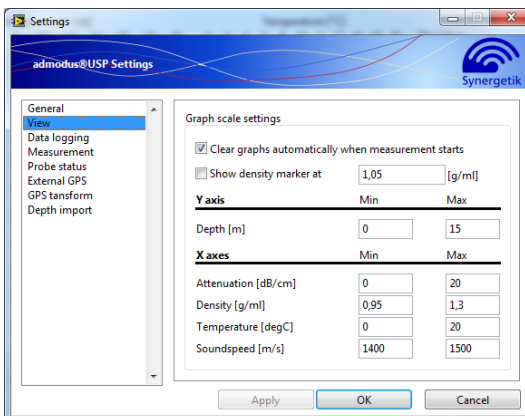 Settings
admodus®USP Settings
Synergetik
General
View
Data logging
Measurement
Probe status
External GPS
GPS tansform
Depth import
Graph scale settings
Clear graphs automatically when measurement starts
Show density marker at 1,05 [g/ml]
Y axis Min Max
Depth [m] 0 15
X axes Min Max
Attenuation [dB/cm] 0 20
Density [g/ml] 0,95 1,3
Temperature [degC] 0 20
Soundspeed [m/s] 1400 1500
Apply OK Cancel